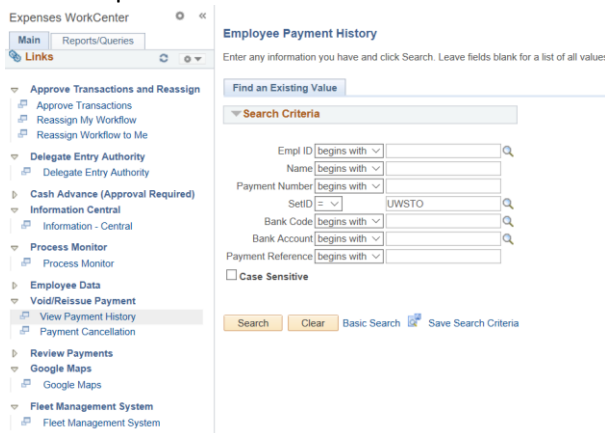 Expenses WorkCenter
Main
Reports/Queries
Links
Approve Transactions and Reassign
Approve Transactions
Reassign My Workflow
Reassign Workflow to Me
Delegate Entry Authority
Delegate Entry Authority
Cash Advance (Approval Required)
Information Central
Information - Central
Process Monitor
Process Monitor
Employee Data
Void/Reissue Payment
View Payment History
Payment Cancellation
Review Payments
Google Maps
Google Maps
Fleet Management System
Fleet Management System
Employee Payment History
Enter any information you have and click Search. Leave fields blank for a list of all values
Find an Existing Value
Search Criteria
Empl ID begins with
Name begins with
Payment Number begins with
SetID = UWSTO
Bank Code begins with
Bank Account begins with
Payment Reference begins with
Case Sensitive
Search Clear Basic Search Save Search Criteria